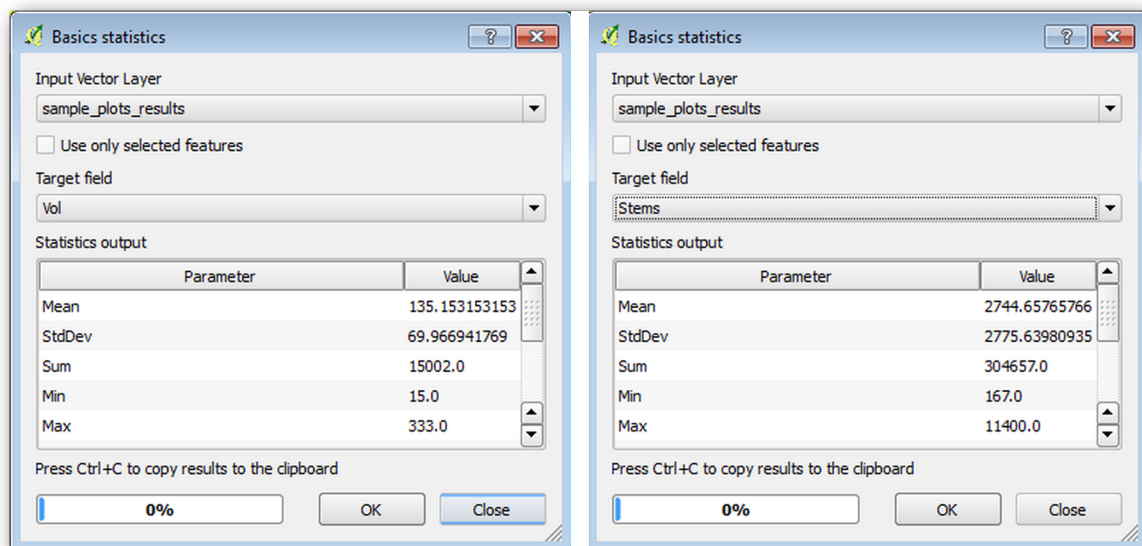 Basics statistics
Input Vector Layer
sample_plots_results
Use only selected features
Target field
Vol
Statistics output
Parameter Value
Mean 135.153153153
StdDev 69.966941769
Sum 15002.0
Min 15.0
Max 333.0
Press Ctrl+C to copy results to the clipboard
0% OK Close
Basics statistics
Input Vector Layer
sample_plots_results
Use only selected features
Target field
Stems
Statistics output
Parameter Value
Mean 2744.65765766
StdDev 2775.63980935
Sum 304657.0
Min 167.0
Max 11400.0
Press Ctrl+C to copy results to the clipboard
0% OK Close